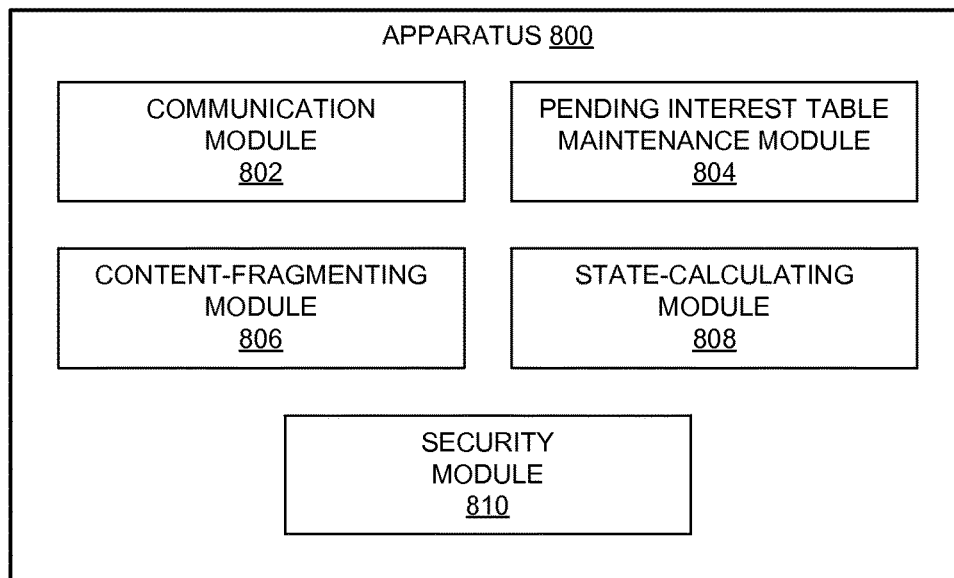 APPARATUS 800
COMMUNICATION
MODULE
802
PENDING INTEREST TABLE
MAINTENANCE MODULE
804
CONTENT-FRAGMENTING
MODULE
806
STATE-CALCULATING
MODULE
808
SECURITY
MODULE
810